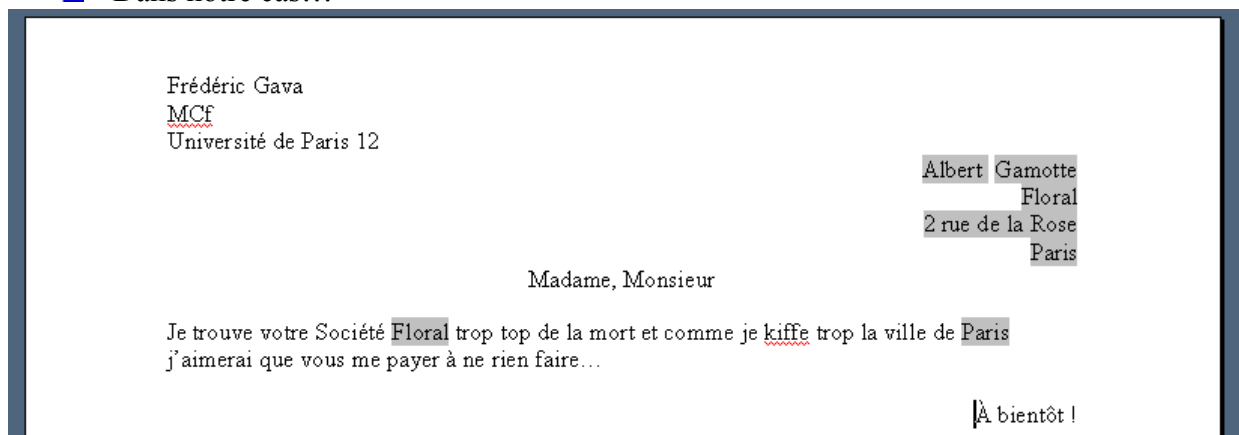 Dans notre cas…
Frédéric Gava
MCf
Université de Paris 12
Albert Gamotte
Floral
2 rue de la Rose
Paris
Madame, Monsieur
Je trouve votre Société Floral trop top de la mort et comme je kiffe trop la ville de Paris
j’aimerai que vous me payer à ne rien faire…
À bientôt !